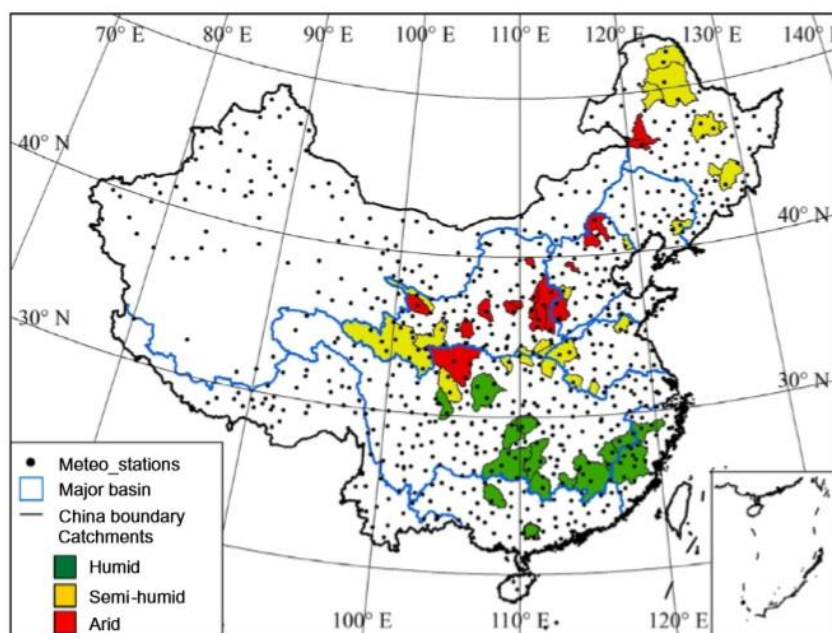 70° E 80° E 90° E 100° E 110° E 120° E 130° E 140° E
40° N
40° N
30° N
30° N
Meteo_stations
Major basin
China boundary
Catchments
Humid
Semi-humid
Arid
100° E 110° E 120° E